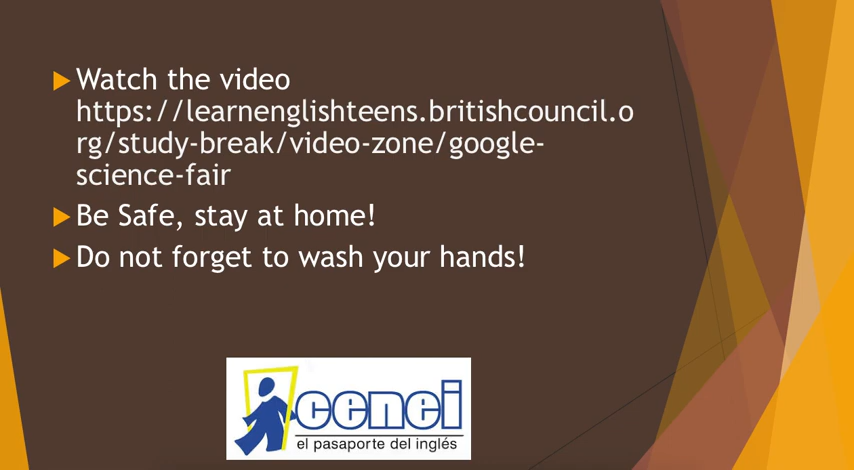 Watch the video
https://learnenglishteens.britishcouncil.o
rg/study-break/video-zone/google-
science-fair
Be Safe, stay at home!
Do not forget to wash your hands!
cenei
el pasaporte del inglés